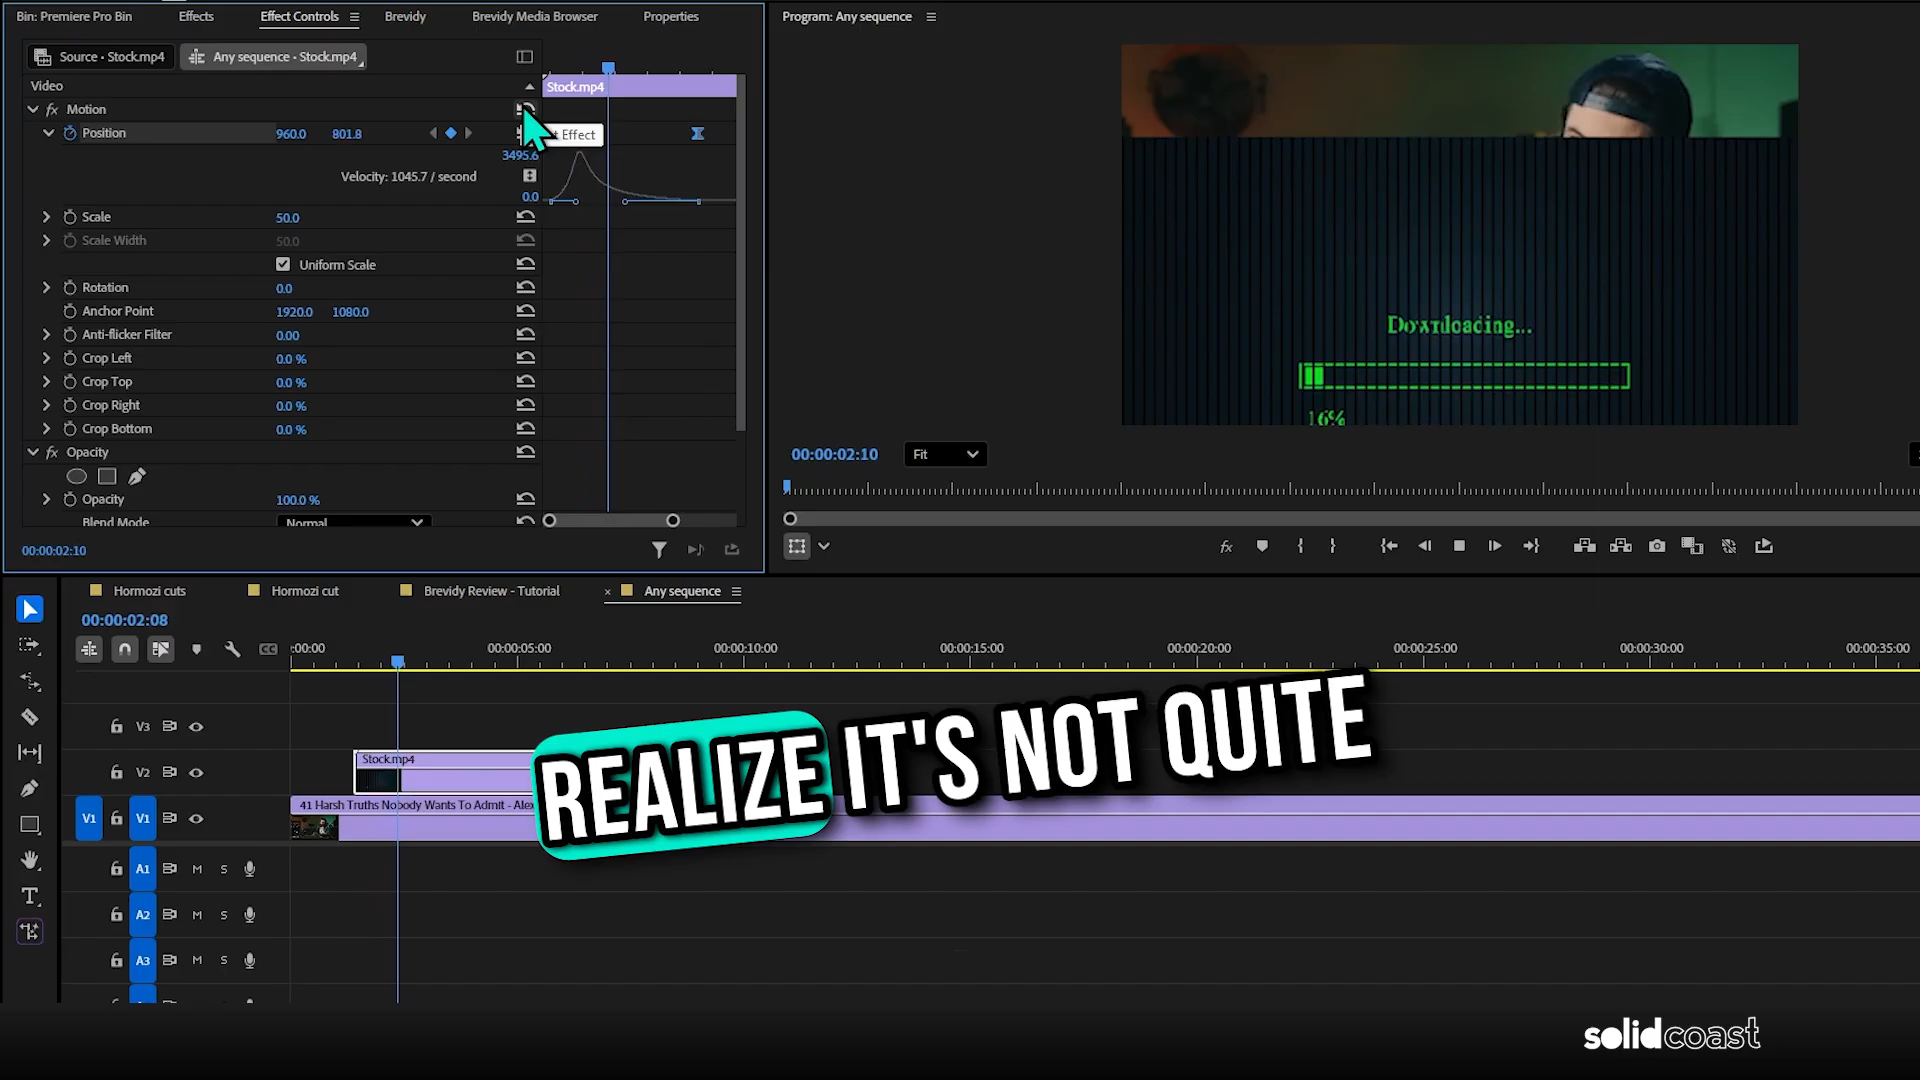 Bin: Premiere Pro Bin
Effects
Effect Controls
Brevidy
Brevidy Media Browser
Properties
Program: Any sequence
Source • Stock.mp4
Any sequence • Stock.mp4
Video
Stock.mp4
Motion
Position 960.0 801.8
t Effect
3495.6
Velocity: 1045.7 / second
0.0
Scale 50.0
Scale Width 50.0
Uniform Scale
Rotation 0.0
Anchor Point 1920.0 1080.0
Anti-flicker Filter 0.00
Crop Left 0.0 %
Crop Top 0.0 %
Crop Right 0.0 %
Crop Bottom 0.0 %
fx Opacity
Opacity 100.0 %
Blend Mode Normal
00:00:02:10
Downloading...
16%
00:00:02:10
Fit
fx
Hormozi cuts
Hormozi cut
Brevidy Review - Tutorial
× Any sequence
00:00:02:08
CC
:00:00
00:00:05:00
00:00:10:00
00:00:15:00
00:00:20:00
00:00:25:00
00:00:30:00
00:00:35:00
V3
V2
Stock.mp4
V1 V1
41 Harsh Truths Nobody Wants To Admit - Alex
A1 M S
A2 M S
A3 M S
REALIZE IT'S NOT QUITE
solidcoast